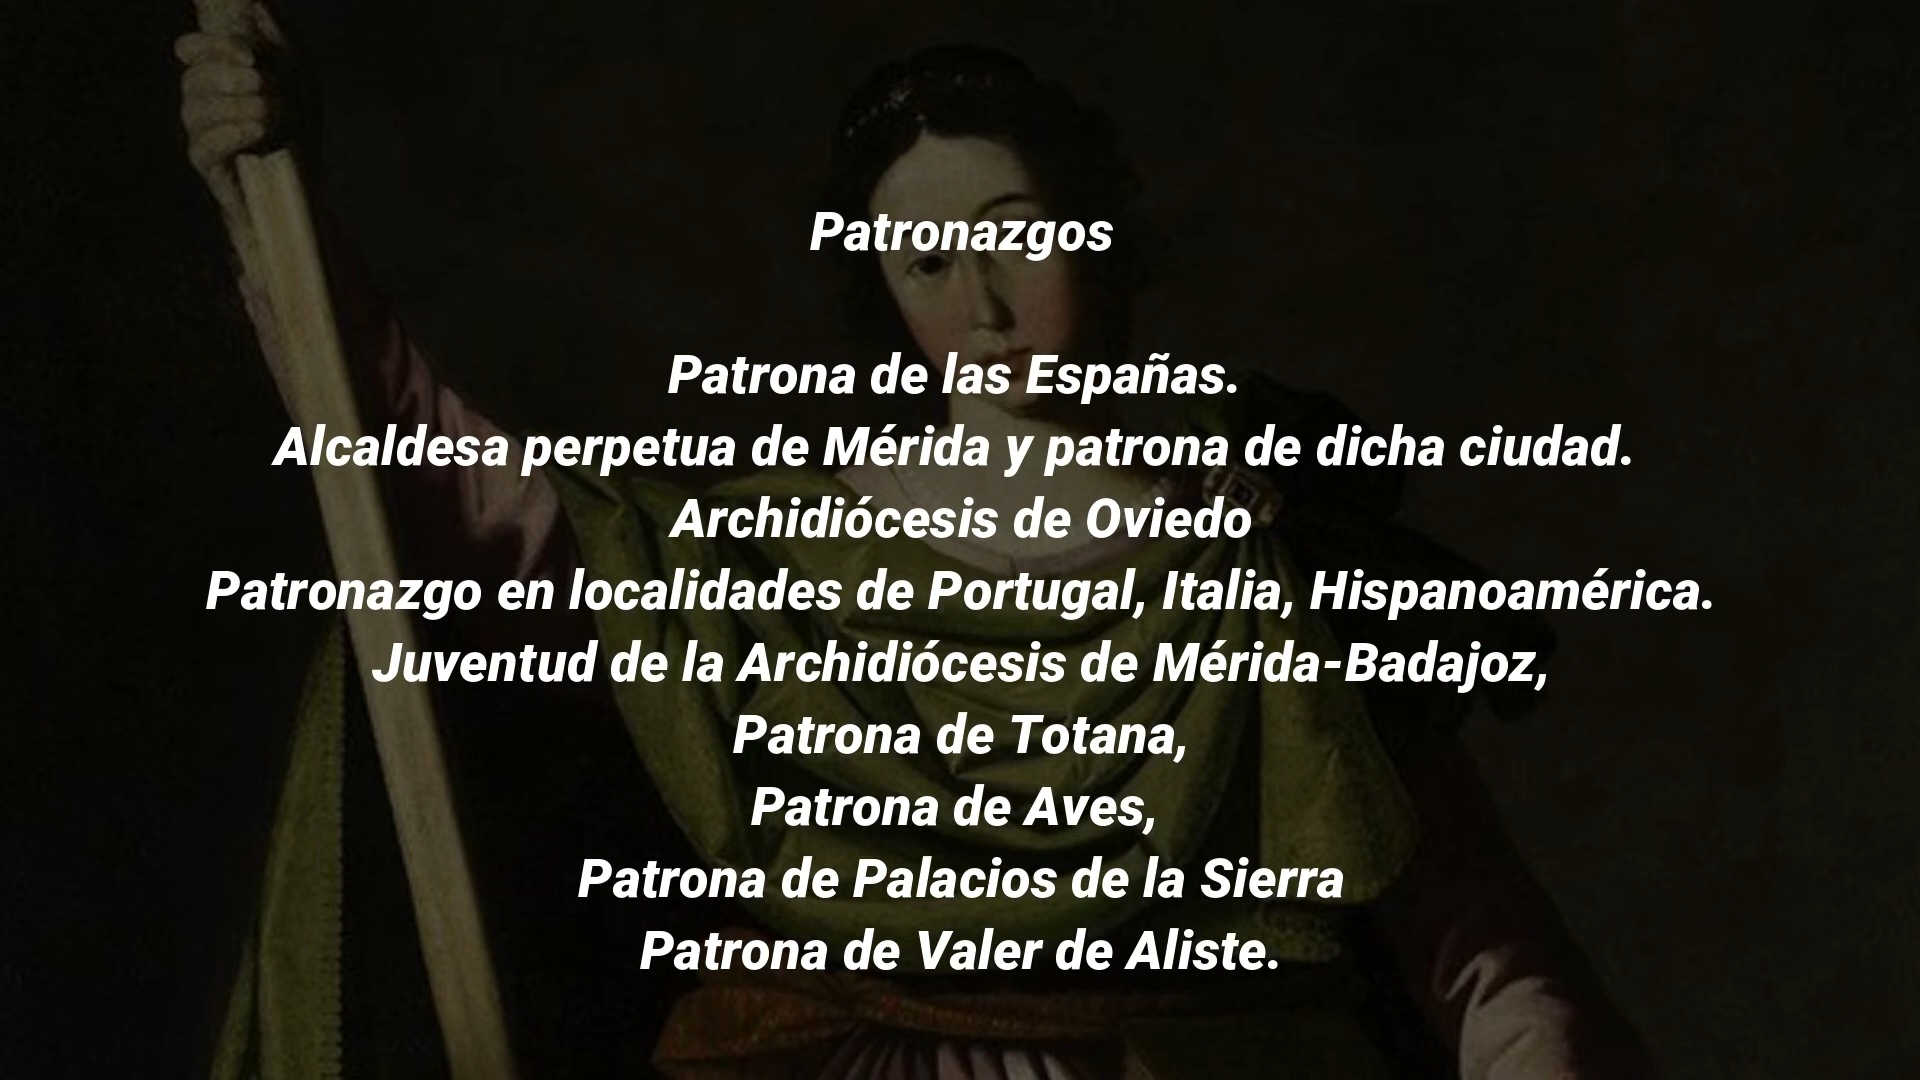 Patronazgos
Patrona de las Españas.
Alcaldesa perpetua de Mérida y patrona de dicha ciudad.
Archidiócesis de Oviedo
Patronazgo en localidades de Portugal, Italia, Hispanoamérica.
Juventud de la Archidiócesis de Mérida-Badajoz,
Patrona de Totana,
Patrona de Aves,
Patrona de Palacios de la Sierra
Patrona de Valer de Aliste.